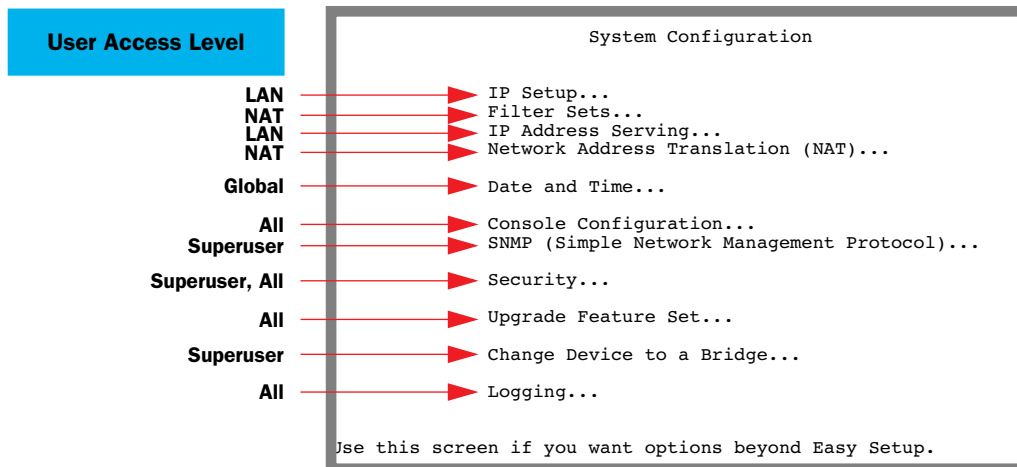 User Access Level
System Configuration
LAN IP Setup...
NAT Filter Sets...
LAN IP Address Serving...
NAT Network Address Translation (NAT)...
Global Date and Time...
All Console Configuration...
Superuser SNMP (Simple Network Management Protocol)...
Superuser, All Security...
All Upgrade Feature Set...
Superuser Change Device to a Bridge...
All Logging...
Use this screen if you want options beyond Easy Setup.